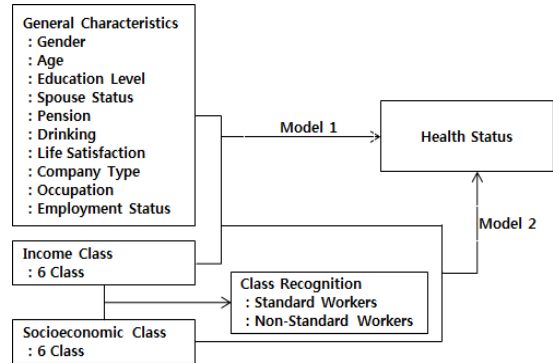 General Characteristics
: Gender
: Age
: Education Level
: Spouse Status
: Pension
: Drinking
: Life Satisfaction
: Company Type
: Occupation
: Employment Status
Model 1
Health Status
Model 2
Income Class
: 6 Class
Class Recognition
: Standard Workers
: Non-Standard Workers
Socioeconomic Class
: 6 Class